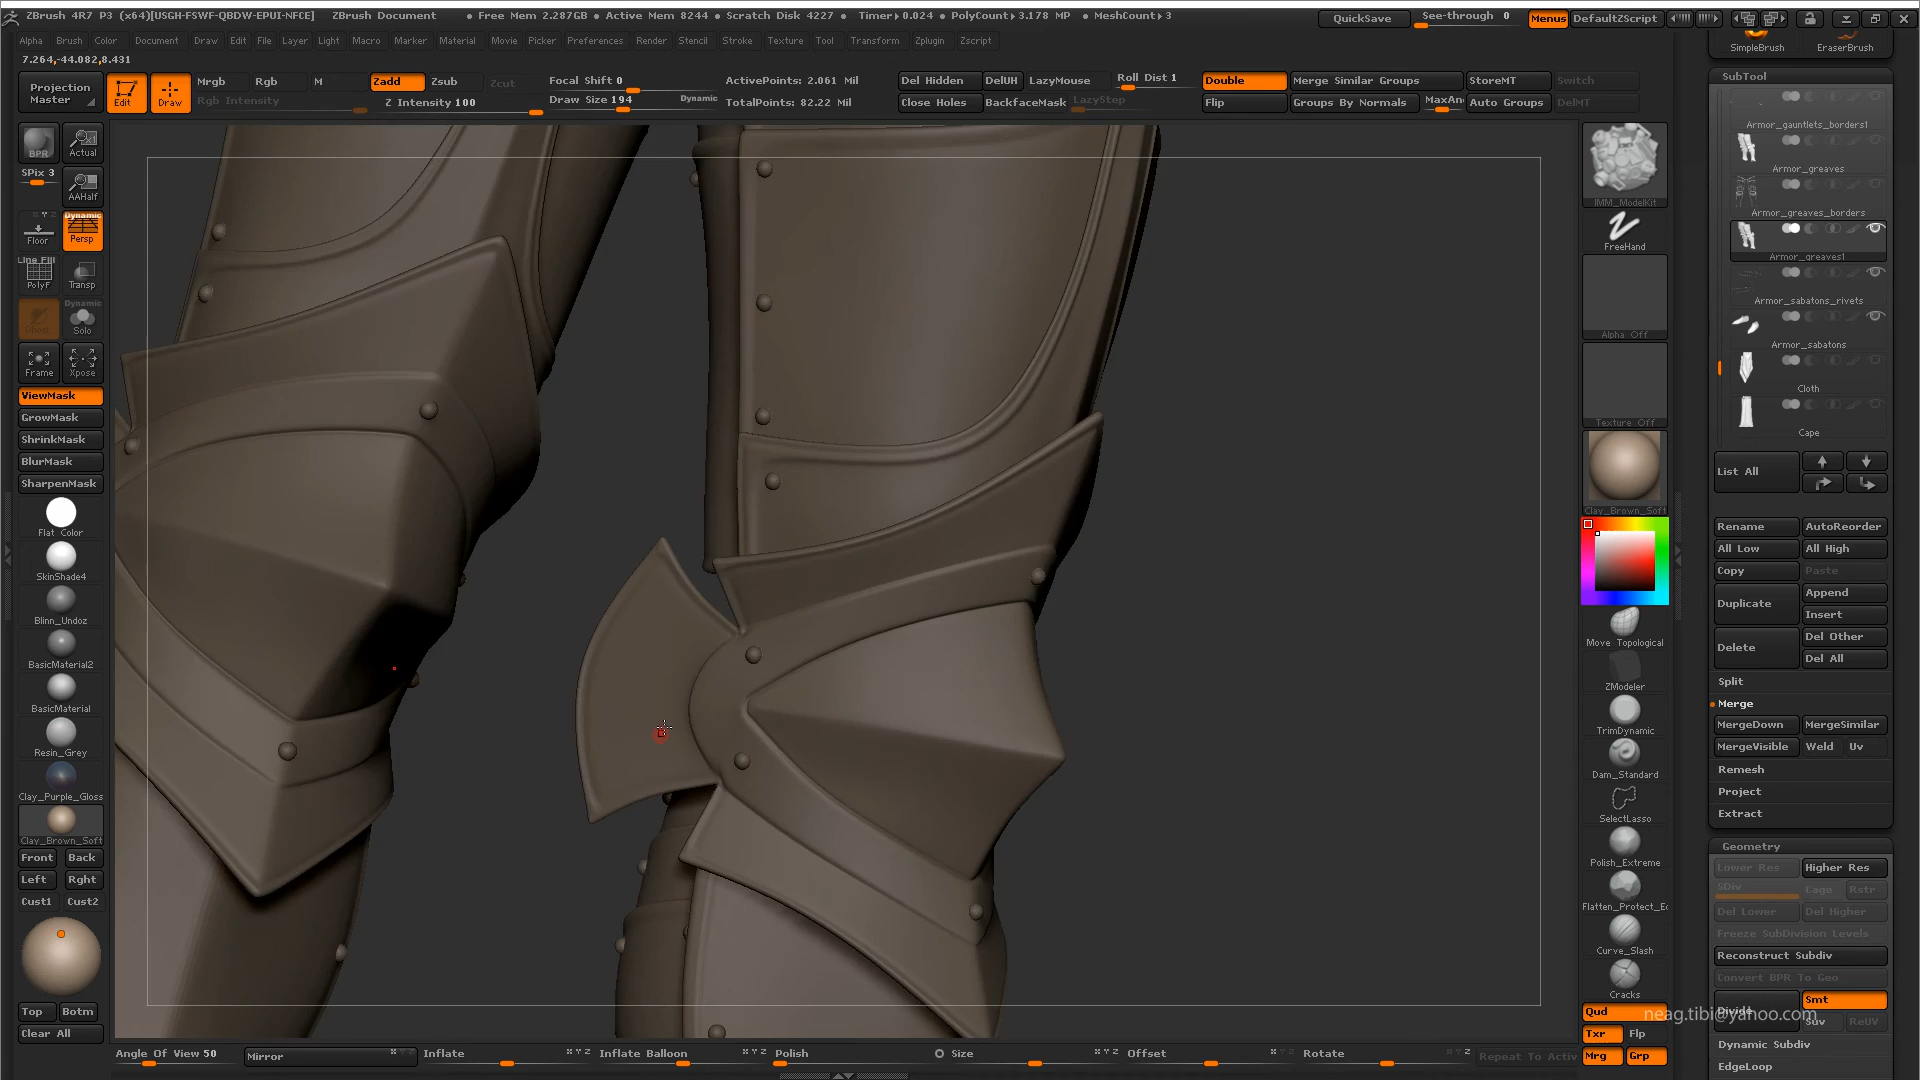 ZBrush 4R7 P3 (x64)[USGH-FSWF-QBDW-EPUI-NFCE] ZBrush Document • Free Mem 2.287GB • Active Mem 8244 • Scratch Disk 4227 • Timer▸0.024 • PolyCount▸3.178 MP • MeshCount▸3 QuickSave See-through 0 Menus DefaultZScript
Alpha Brush Color Document Draw Edit File Layer Light Macro Marker Material Movie Picker Preferences Render Stencil Stroke Texture Tool Transform Zplugin Zscript
7.264,-44.082,8.431
Projection Master
Edit
Draw
Mrgb Rgb M Zadd Zsub Zcut
Rgb Intensity Z Intensity 100
Focal Shift 0
Draw Size 194 Dynamic
ActivePoints: 2.061 Mil
TotalPoints: 82.22 Mil
Del Hidden DelUH LazyMouse Roll Dist 1
Close Holes BackfaceMask LazyStep
Double Merge Similar Groups StoreMT Switch
Flip Groups By Normals MaxAn Auto Groups DelMT
BPR
Actual
SPix 3
AAHalf
Dynamic
Floor
Persp
Line Fill
PolyF
Transp
Dynamic
Ghost
Solo
Frame
Xpose
ViewMask
GrowMask
ShrinkMask
BlurMask
SharpenMask
Flat Color
SkinShade4
Blinn_Undoz
BasicMaterial2
BasicMaterial
Resin_Grey
Clay_Purple_Gloss
Clay_Brown_Soft
Front Back
Left Rght
Cust1 Cust2
Top Botm
Clear All
IMM_ModelKit
FreeHand
Alpha Off
Texture Off
Clay_Brown_Soft
Move Topological
ZModeler
TrimDynamic
Dam_Standard
SelectLasso
Polish_Extreme
Flatten_Protect_Ec
Curve_Slash
Cracks
Qud
Txr Flp
Mrg Grp
SimpleBrush EraserBrush
SubTool
Armor_gauntlets_borders1
Armor_greaves
Armor_greaves_borders
Armor_greaves1
Armor_sabatons_rivets
Armor_sabatons
Cloth
Cape
List All
Rename AutoReorder
All Low All High
Copy Paste
Duplicate Append
Insert
Delete Del Other
Del All
Split
Merge
MergeDown MergeSimilar
MergeVisible Weld Uv
Remesh
Project
Extract
Geometry
Lower Res Higher Res
SDiv Cage Rstr
Del Lower Del Higher
Freeze SubDivision Levels
Reconstruct Subdiv
Convert BPR To Geo
Divide Smt
Suv ReUV
neag.tibi@yahoo.com
Dynamic Subdiv
EdgeLoop
Angle Of View 50 Mirror Inflate Inflate Balloon Polish Size Offset Rotate Repeat To Activ